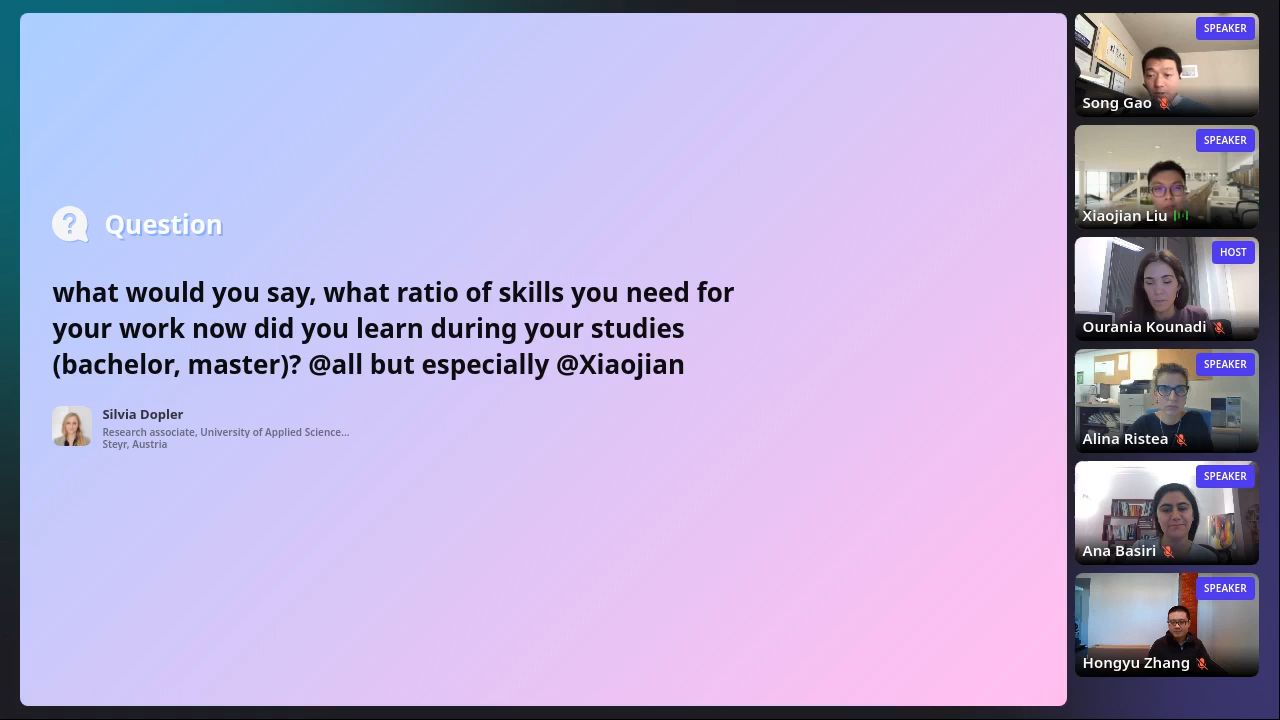 Question
what would you say, what ratio of skills you need for
your work now did you learn during your studies
(bachelor, master)? @all but especially @Xiaojian
Silvia Dopler
Research associate, University of Applied Science...
Steyr, Austria
SPEAKER
Song Gao
SPEAKER
Xiaojian Liu
HOST
Ourania Kounadi
SPEAKER
Alina Ristea
SPEAKER
Ana Basiri
SPEAKER
Hongyu Zhang